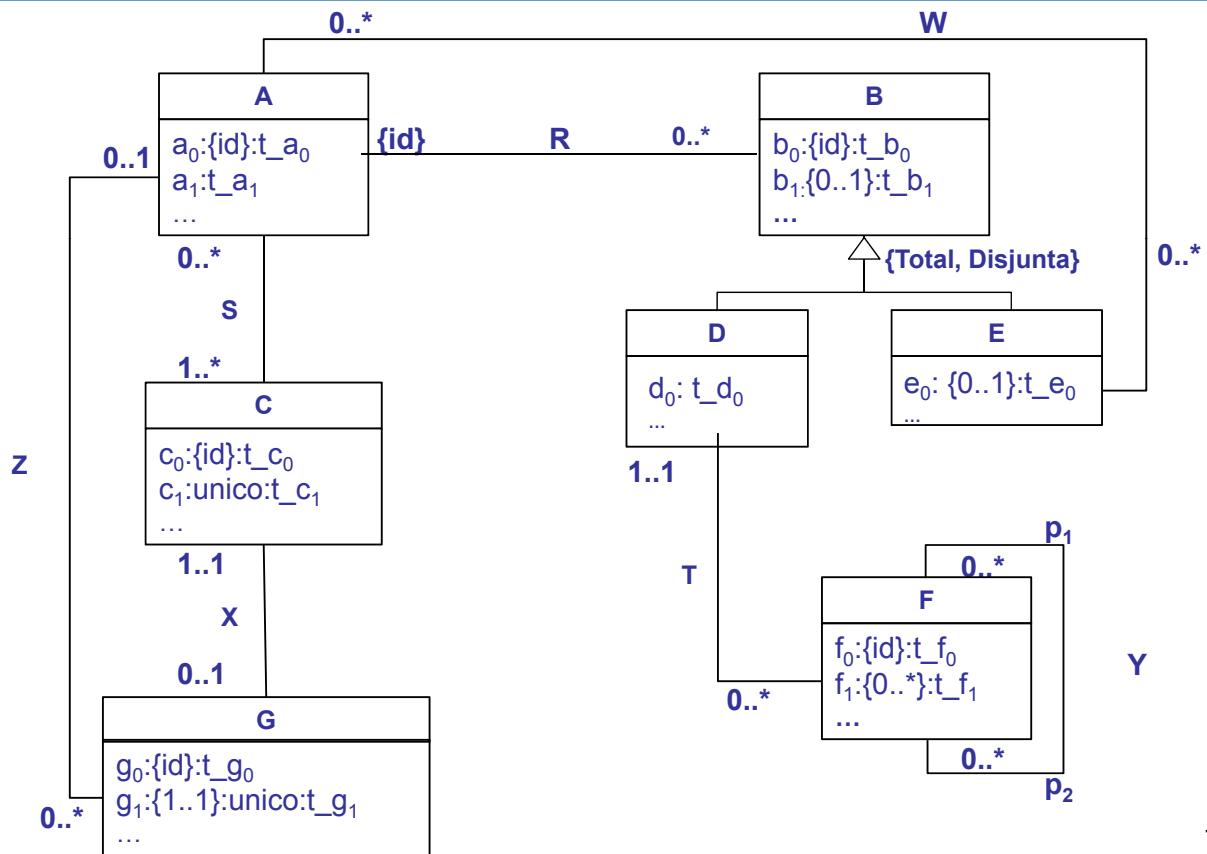 0..*
W
A
a₀:{id}:t_a₀
a₁:t_a₁
...
{id}
R
0..*
B
b₀:{id}:t_b₀
b₁:{0..1}:t_b₁
...
0..1
0..*
{Total, Disjunta}
0..*
S
1..*
D
d₀: t_d₀
...
E
e₀: {0..1}:t_e₀
...
C
c₀:{id}:t_c₀
c₁:unico:t_c₁
...
Z
1..1
1..1
X
T
p₁
0..*
F
f₀:{id}:t_f₀
f₁:{0..*}:t_f₁
...
Y
0..1
0..*
0..*
p₂
G
g₀:{id}:t_g₀
g₁:{1..1}:unico:t_g₁
...
0..*